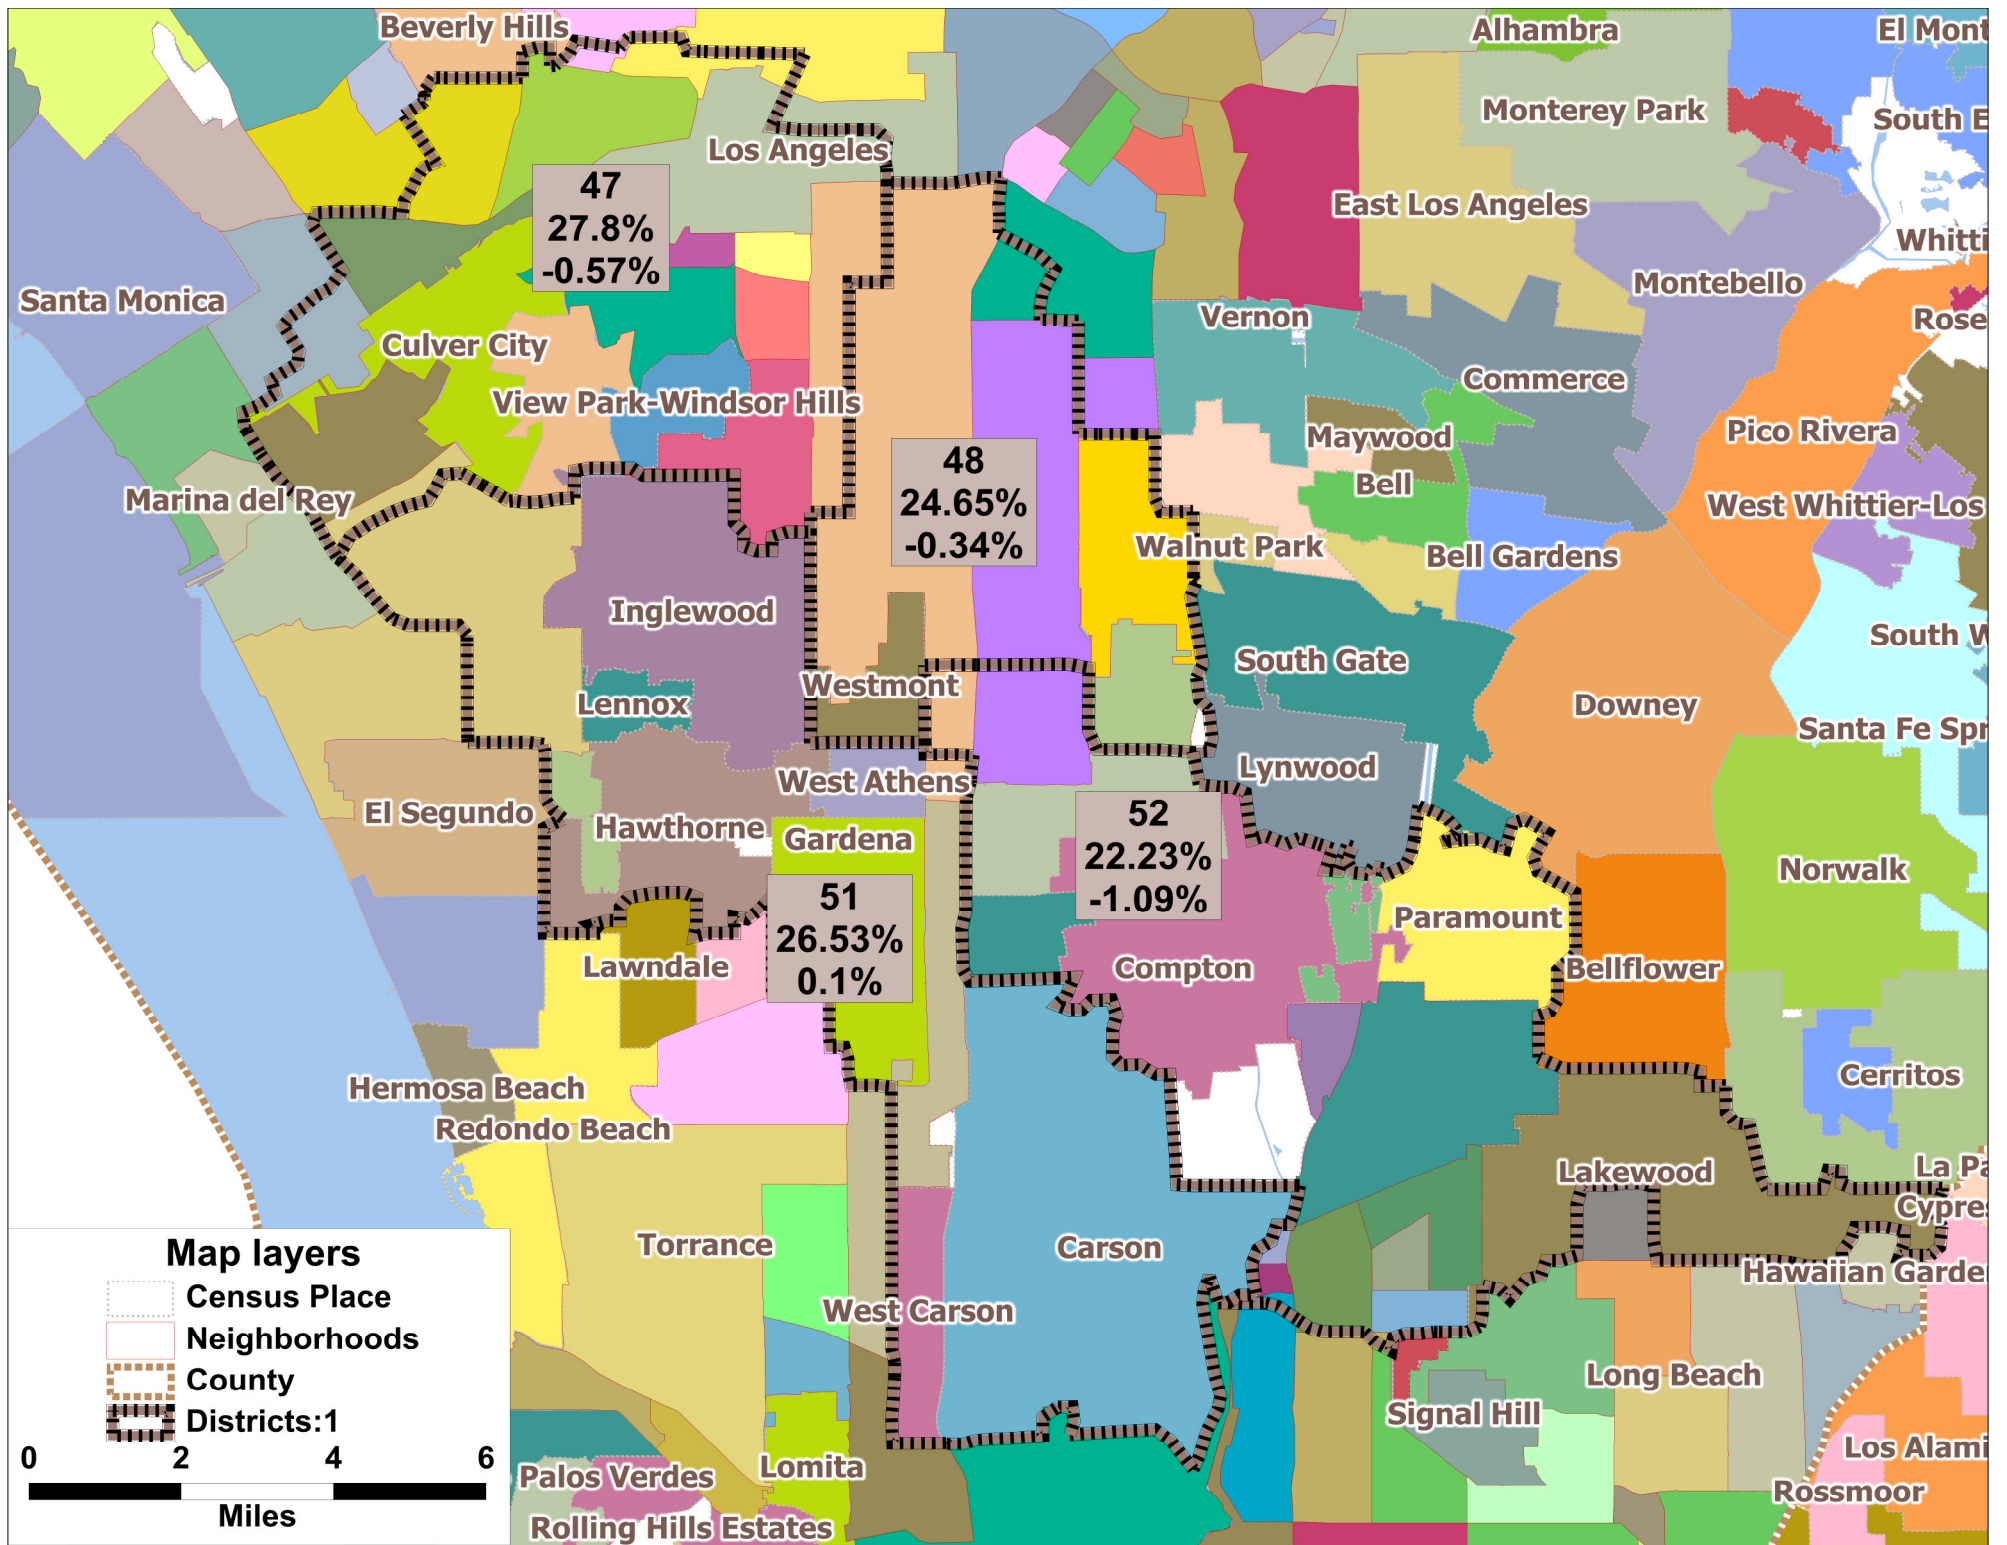 Beverly Hills
Alhambra
El Mont
Monterey Park
South E
Los Angeles
47
27.8%
-0.57%
East Los Angeles
Whitti
Santa Monica
Montebello
Vernon
Rose
Culver City
Commerce
View Park-Windsor Hills
Maywood
Pico Rivera
48
24.65%
-0.34%
Bell
Marina del Rey
West Whittier-Los
Walnut Park
Bell Gardens
Inglewood
South W
South Gate
Westmont
Lennox
Downey
Santa Fe Spr
Lynwood
West Athens
El Segundo
Hawthorne
Gardena
52
22.23%
-1.09%
Norwalk
51
26.53%
0.1%
Paramount
Lawndale
Compton
Bellflower
Hermosa Beach
Cerritos
Redondo Beach
Lakewood
La Pa
Cypres
Torrance
Carson
Hawaiian Garde
West Carson
Long Beach
Signal Hill
Los Alami
Palos Verdes
Lomita
Rossmoor
Rolling Hills Estates
Map layers
Census Place
Neighborhoods
County
Districts:1
0 2 4 6
Miles